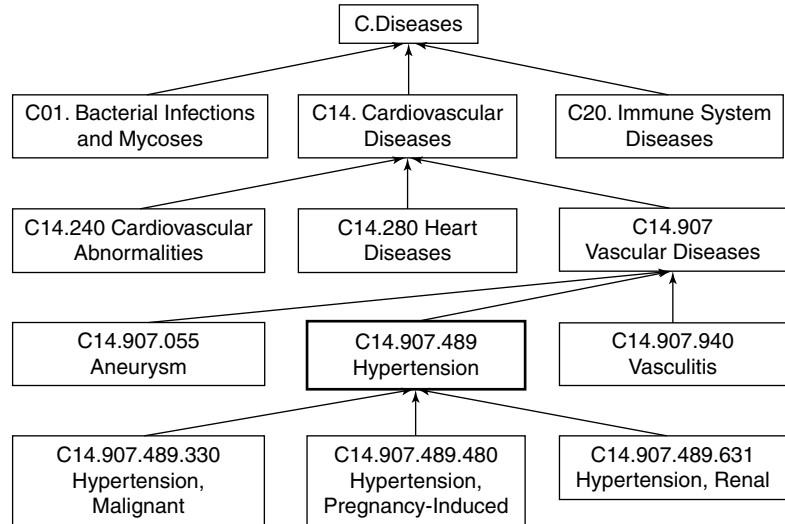 C.Diseases
C01. Bacterial Infections
and Mycoses
C14. Cardiovascular
Diseases
C20. Immune System
Diseases
C14.240 Cardiovascular
Abnormalities
C14.280 Heart
Diseases
C14.907
Vascular Diseases
C14.907.055
Aneurysm
C14.907.489
Hypertension
C14.907.940
Vasculitis
C14.907.489.330
Hypertension,
Malignant
C14.907.489.480
Hypertension,
Pregnancy-Induced
C14.907.489.631
Hypertension, Renal